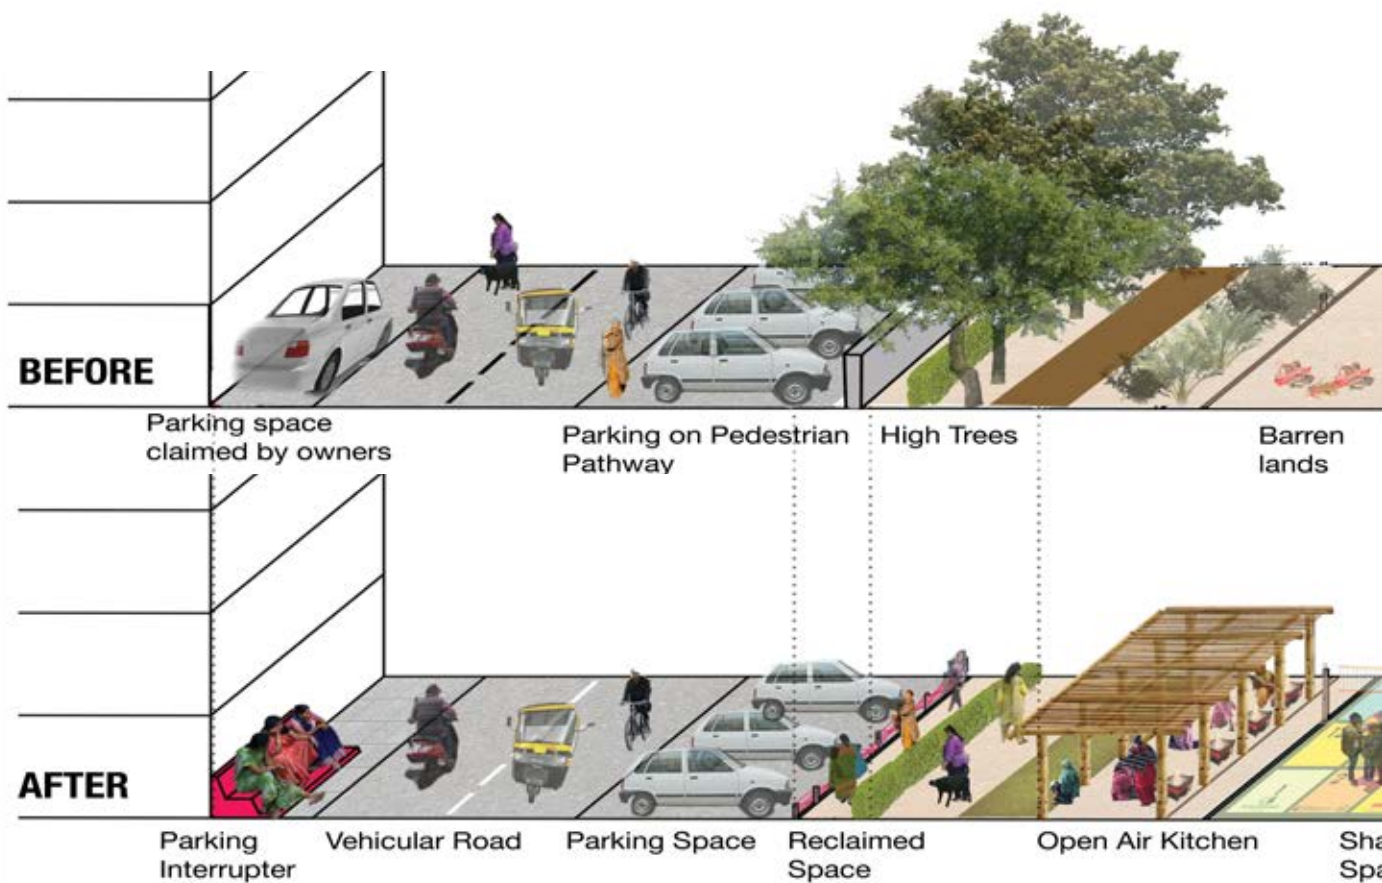 BEFORE
Parking space
claimed by owners
Parking on Pedestrian
Pathway
High Trees
Barren
lands
AFTER
Parking
Interrupter
Vehicular Road
Parking Space
Reclaimed
Space
Open Air Kitchen